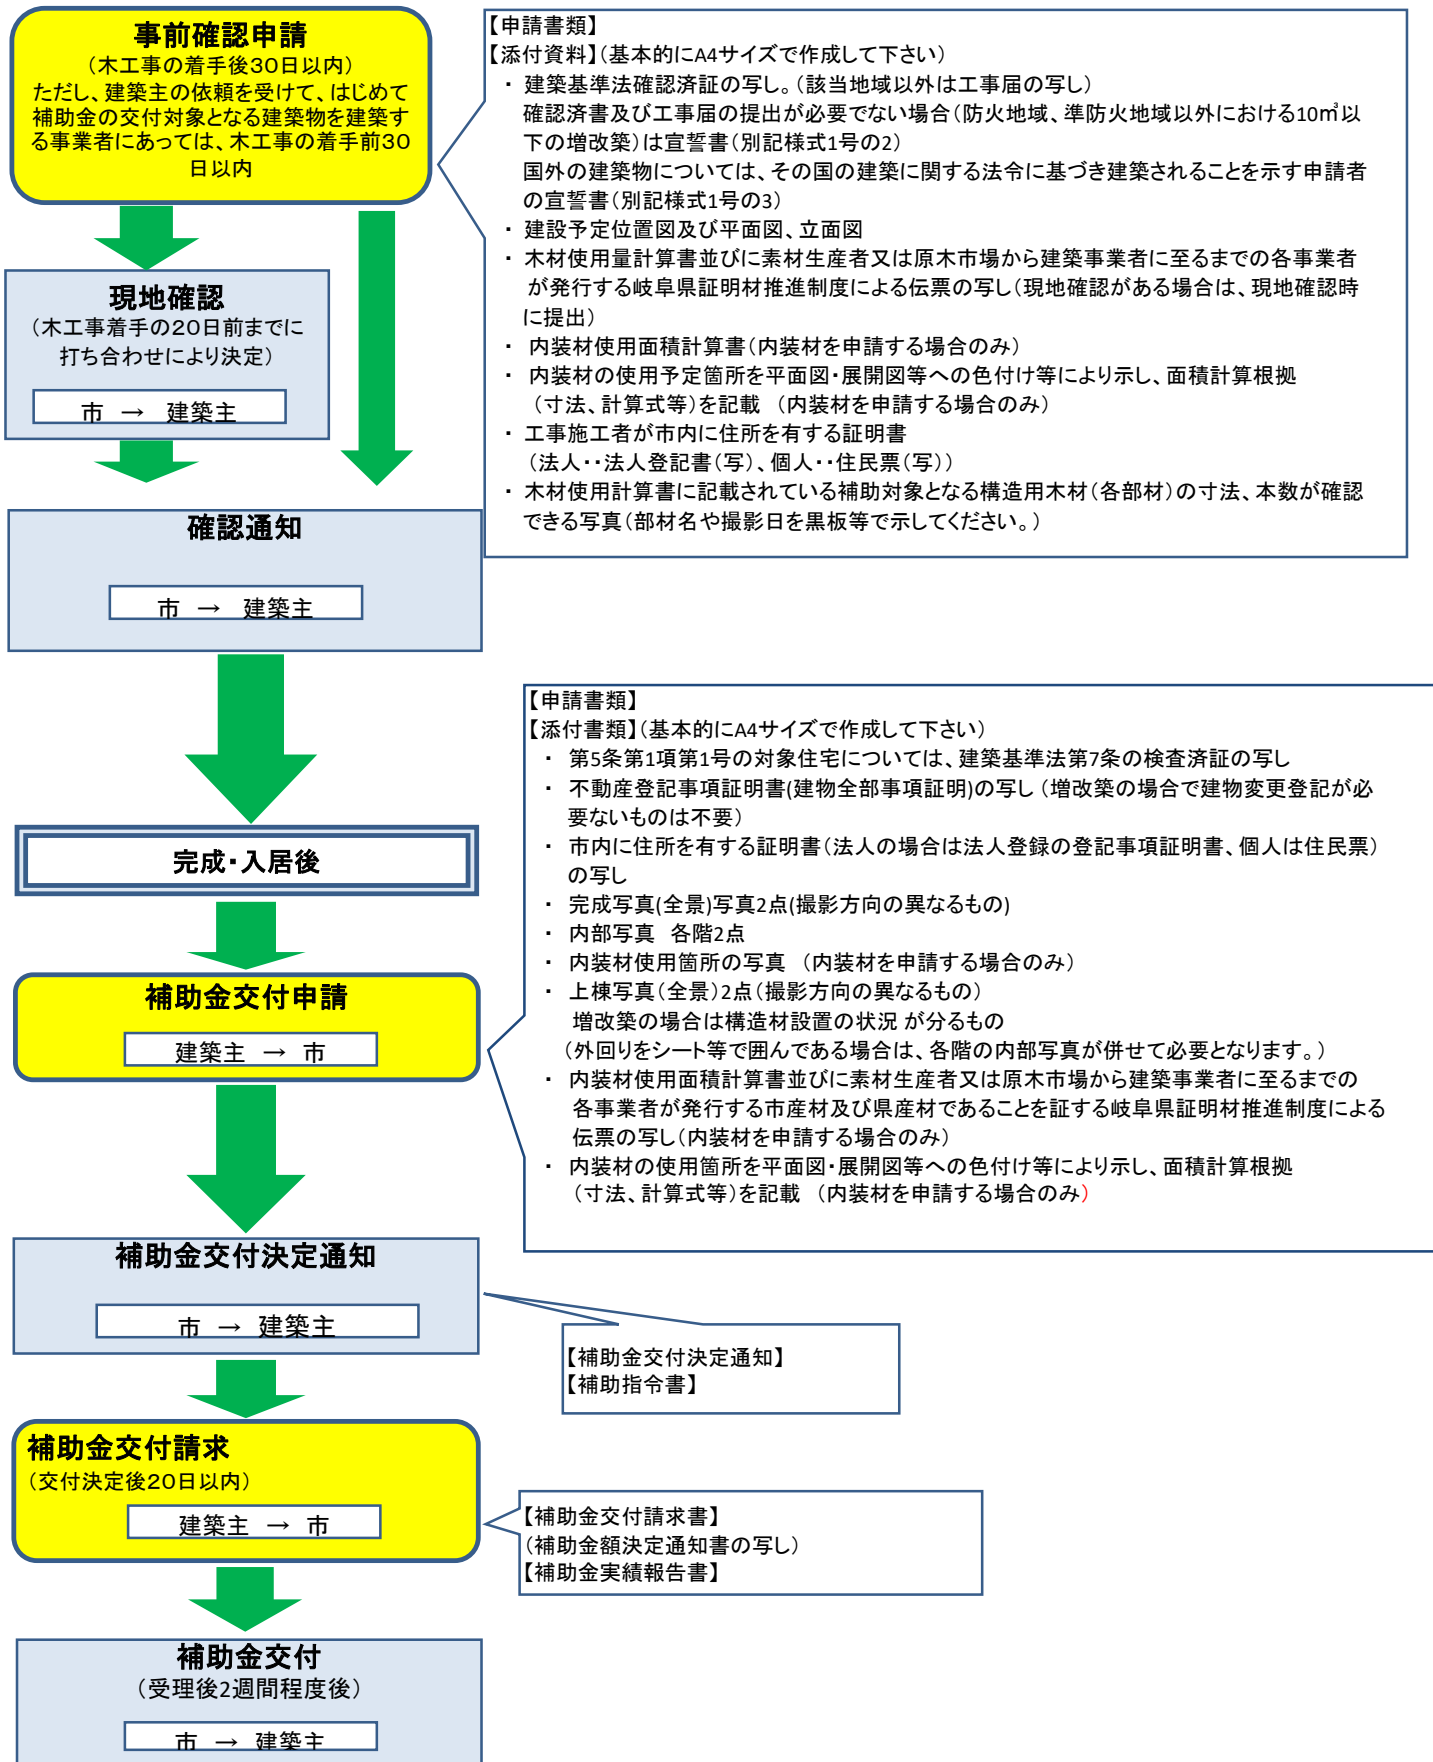 事前確認申請
（木工事の着手後30日以内）
ただし、建築主の依頼を受けて、はじめて
補助金の交付対象となる建築物を建築す
る事業者にあっては、木工事の着手前30
日以内
【申請書類】
【添付資料】（基本的にA4サイズで作成して下さい）
・ 建築基準法確認済証の写し。（該当地域以外は工事届の写し）
確認済書及び工事届の提出が必要でない場合（防火地域、準防火地域以外における10㎡以
下の増改築）は宣誓書（別記様式1号の2）
国外の建築物については、その国の建築に関する法令に基づき建築されることを示す申請者
の宣誓書（別記様式1号の3）
・ 建設予定位置図及び平面図、立面図
・ 木材使用量計算書並びに素材生産者又は原木市場から建築事業者に至るまでの各事業者
が発行する岐阜県証明材推進制度による伝票の写し（現地確認がある場合は、現地確認時
に提出）
・ 内装材使用面積計算書（内装材を申請する場合のみ）
・ 内装材の使用予定箇所を平面図・展開図等への色付け等により示し、面積計算根拠
（寸法、計算式等）を記載 （内装材を申請する場合のみ）
・ 工事施工者が市内に住所を有する証明書
（法人・・法人登記書（写）、個人・・住民票（写））
・ 木材使用計算書に記載されている補助対象となる構造用木材（各部材）の寸法、本数が確認
できる写真（部材名や撮影日を黒板等で示してください。）
現地確認
（木工事着手の20日前までに
打ち合わせにより決定）
市 → 建築主
確認通知
市 → 建築主
完成・入居後
【申請書類】
【添付書類】（基本的にA4サイズで作成して下さい）
・ 第5条第1項第1号の対象住宅については、建築基準法第7条の検査済証の写し
・ 不動産登記事項証明書(建物全部事項証明)の写し（増改築の場合で建物変更登記が必
要ないものは不要）
・ 市内に住所を有する証明書（法人の場合は法人登録の登記事項証明書、個人は住民票）
の写し
・ 完成写真(全景)写真2点(撮影方向の異なるもの)
・ 内部写真 各階2点
・ 内装材使用箇所の写真 （内装材を申請する場合のみ）
・ 上棟写真（全景）2点（撮影方向の異なるもの）
増改築の場合は構造材設置の状況 が分るもの
（外回りをシート等で囲んである場合は、各階の内部写真が併せて必要となります。）
・ 内装材使用面積計算書並びに素材生産者又は原木市場から建築事業者に至るまでの
各事業者が発行する市産材及び県産材であることを証する岐阜県証明材推進制度による
伝票の写し（内装材を申請する場合のみ）
・ 内装材の使用箇所を平面図・展開図等への色付け等により示し、面積計算根拠
（寸法、計算式等）を記載 （内装材を申請する場合のみ）
補助金交付申請
建築主 → 市
補助金交付決定通知
市 → 建築主
【補助金交付決定通知】
【補助指令書】
補助金交付請求
（交付決定後20日以内）
建築主 → 市
【補助金交付請求書】
（補助金額決定通知書の写し）
【補助金実績報告書】
補助金交付
（受理後2週間程度後）
市 → 建築主